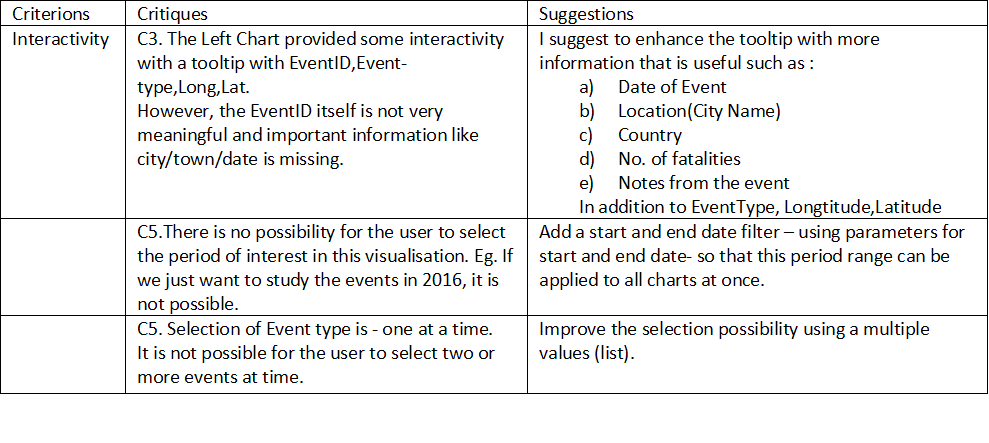 Criterions
Critiques
Suggestions
Interactivity
C3. The Left Chart provided some interactivity
with a tooltip with EventID,Event-
type,Long,Lat.
However, the EventID itself is not very
meaningful and important information like
city/town/date is missing.
I suggest to enhance the tooltip with more
information that is useful such as :
a) Date of Event
b) Location(City Name)
c) Country
d) No. of fatalities
e) Notes from the event
In addition to EventType, Longtitude,Latitude
C5.There is no possibility for the user to select
the period of interest in this visualisation. Eg. If
we just want to study the events in 2016, it is
not possible.
Add a start and end date filter – using parameters for
start and end date- so that this period range can be
applied to all charts at once.
C5. Selection of Event type is - one at a time.
It is not possible for the user to select two or
more events at time.
Improve the selection possibility using a multiple
values (list).